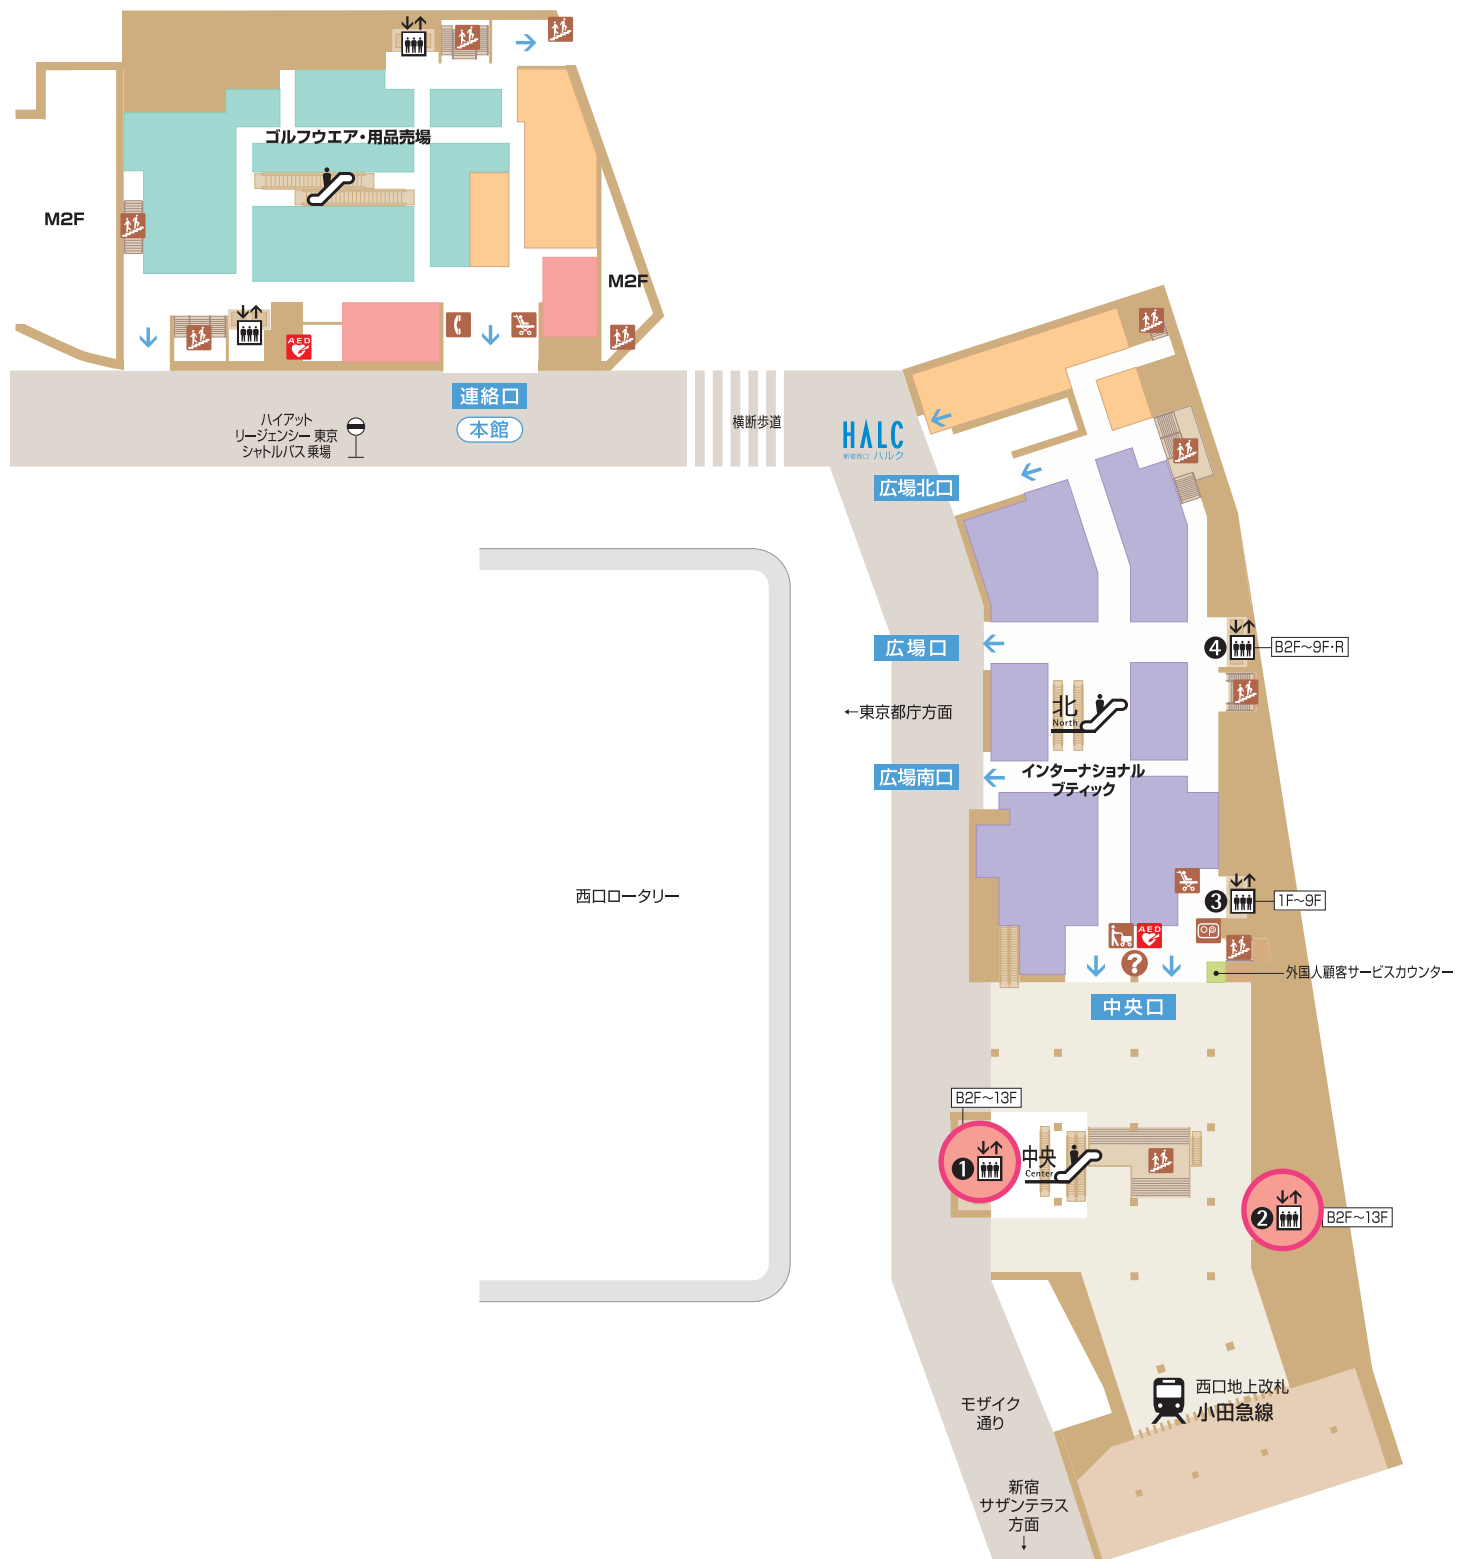 ゴルフウエア・用品売場
M2F
M2F
AED
連絡口
本館
ハイアット
リージェンシー 東京
シャトルバス 乗場
横断歩道
HALC
新宿西口 ハルク
広場北口
広場口
4
B2F～9F・R
北
North
←東京都庁方面
広場南口
インターナショナル
ブティック
西口ロータリー
3
1F～9F
AED
?
外国人顧客サービスカウンター
中央口
B2F～13F
1
中央
Center
2
B2F～13F
西口地上改札
小田急線
モザイク
通り
新宿
サザンテラス
方面
↓